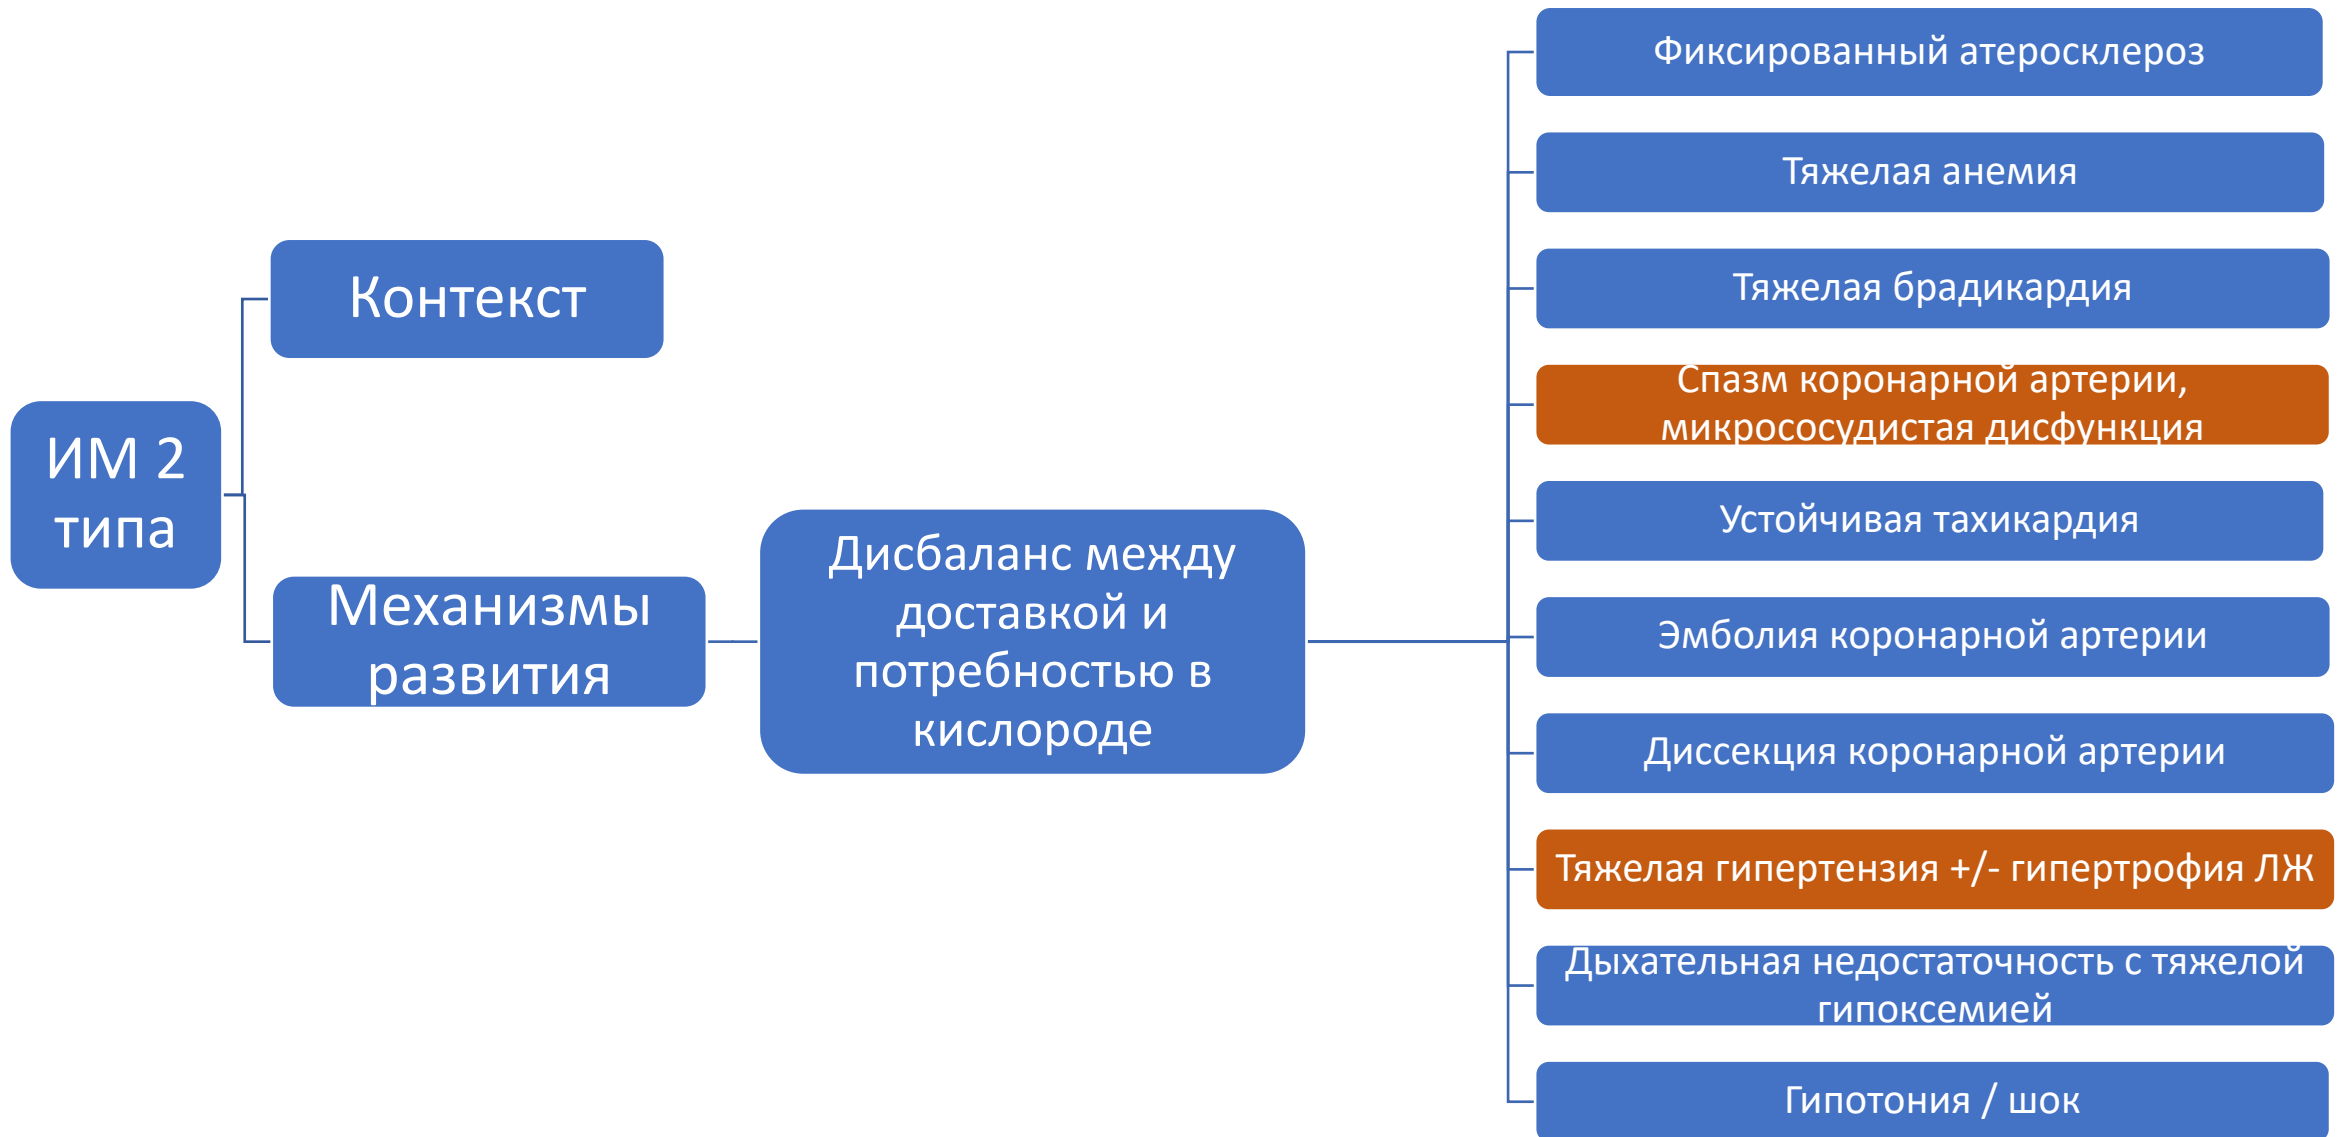 ИМ 2
типа
Контекст
Механизмы
развития
Дисбаланс между
доставкой и
потребностью в
кислороде
Фиксированный атеросклероз
Тяжелая анемия
Тяжелая брадикардия
Спазм коронарной артерии,
микрососудистая дисфункция
Устойчивая тахикардия
Эмболия коронарной артерии
Диссекция коронарной артерии
Тяжелая гипертензия +/- гипертрофия ЛЖ
Дыхательная недостаточность с тяжелой
гипоксемией
Гипотония / шок